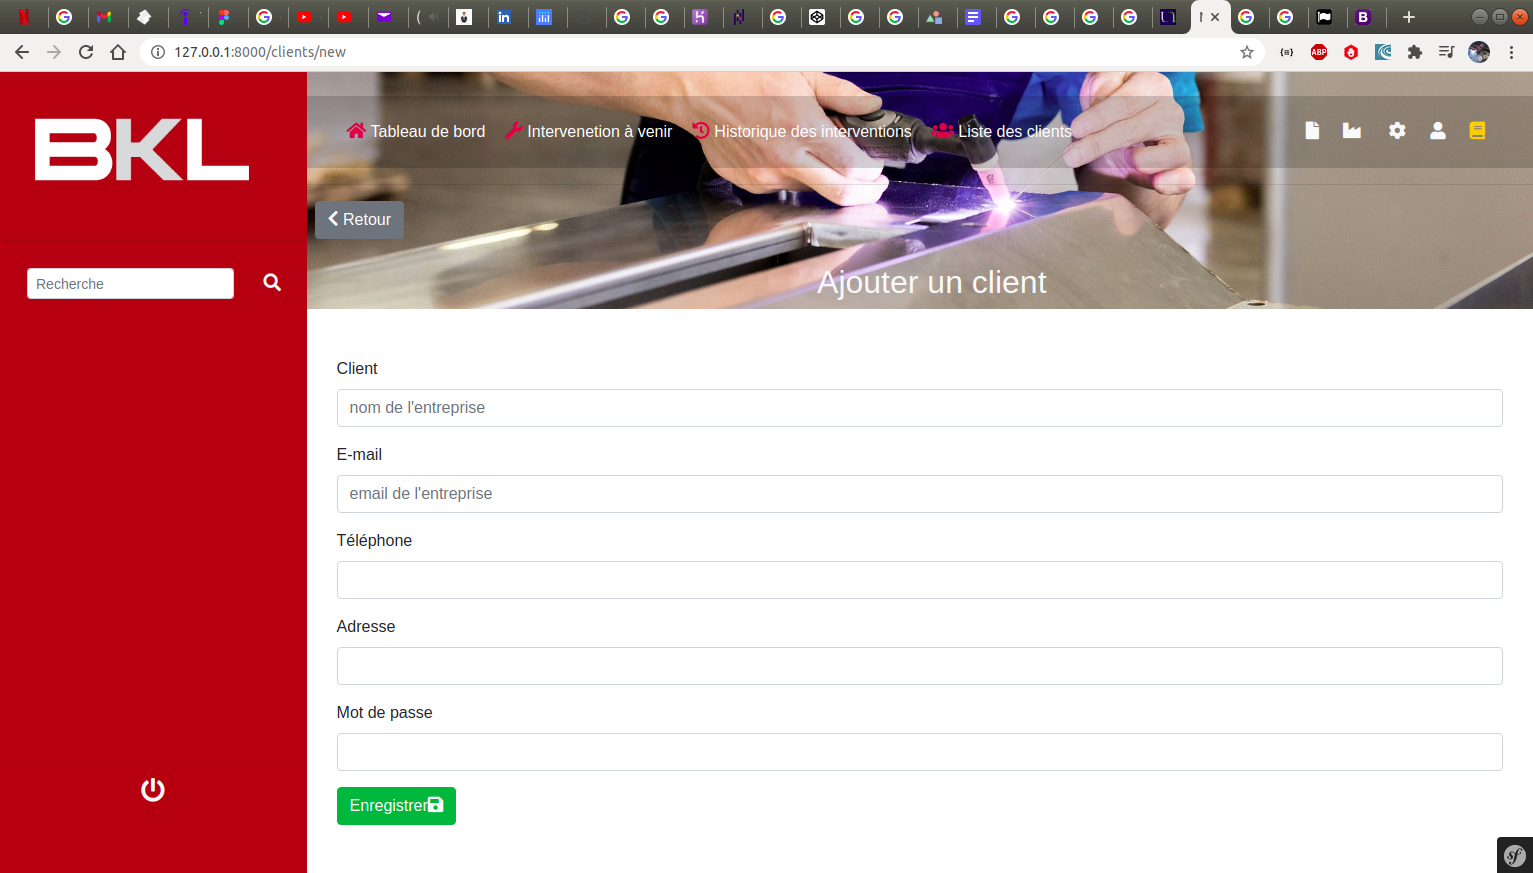 127.0.0.1:8000/clients/new
BKL
Tableau de bord
Intervenetion à venir
Historique des interventions
Liste des clients
Retour
Recherche
Ajouter un client
Client
nom de l'entreprise
E-mail
email de l'entreprise
Téléphone
Adresse
Mot de passe
Enregistrer
ABP
sf